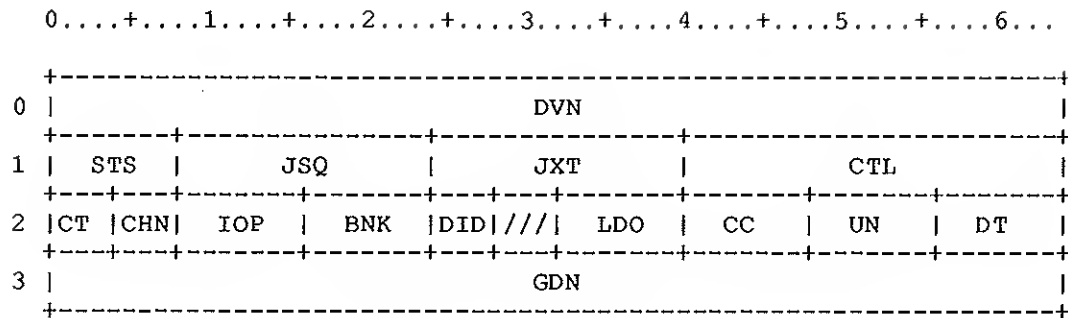 0....+....1....+....2....+....3....+....4....+....5....+....6...
+---------------------------------------------------------------+
0 | DVN |
+-------+---------------+---------------+-----------------------+
1 | STS | JSQ | JXT | CTL |
+---+---+-------+-------+---+---+-------+-------+-------+-------+
2 |CT |CHN| IOP | BNK |DID|///| LDO | CC | UN | DT |
+---+---+-------+-------+---+---+-------+-------+-------+-------+
3 | GDN |
+---------------------------------------------------------------+